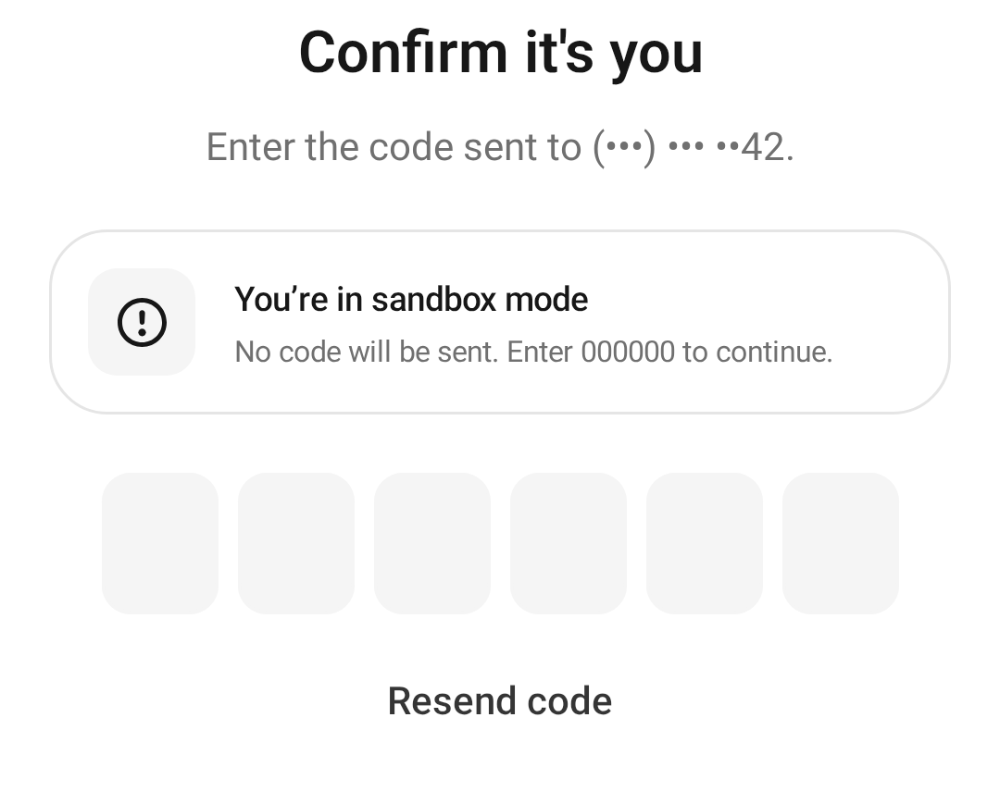 Confirm it's you
Enter the code sent to (•••) ••• ••42.
You’re in sandbox mode
No code will be sent. Enter 000000 to continue.
Resend code